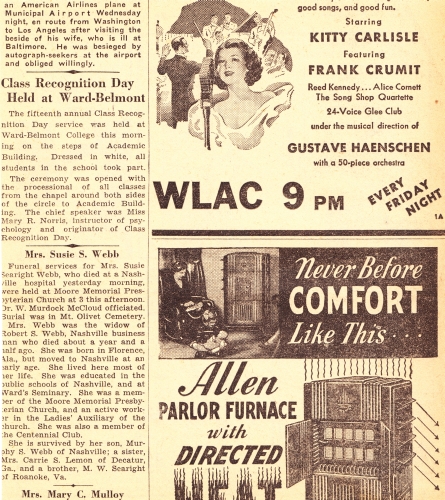 an American Airlines plane at
Municipal Airport Wednesday
night, en route from Washington
to Los Angeles after visiting the
beside of his wife, who is ill at
Baltimore. He was besieged by
autograph-seekers at the airport
and obliged willingly.
Class Recognition Day
Held at Ward-Belmont
The fifteenth annual Class Recog-
nition Day service was held at
Ward-Belmont College this morn-
ing on the steps of Academic
Building. Dressed in white, all
students in the school took part.
The ceremony was opened with
the processional of all classes
from the chapel around both sides
of the circle to Academic Build-
ing. The chief speaker was Miss
Mary R. Norris, instructor of psy-
chology and originator of Class
Recognition Day.
Mrs. Susie S. Webb
Funeral services for Mrs. Susie
Searight Webb, who died at a Nash-
ville hospital yesterday morning,
were held at Moore Memorial Pres-
byterian Church at 3 this afternoon.
Dr. W. Murdock McCloud officiated.
Burial was in Mt. Olivet Cemetery.
Mrs. Webb was the widow of
Robert S. Webb, Nashville business
man who died about a year and a
half ago. She was born in Florence,
Ala., but moved to Nashville at an
early age. She lived here most of
her life. She was educated in the
public schools of Nashville, and at
Ward's Seminary. She was a mem-
ber of the Moore Memorial Presby-
terian Church, and an active work-
er in the Ladies' Auxiliary of the
church. She was also a member of
the Centennial Club.
She is survived by her son, Mur-
phy S. Webb of Nashville; a sister,
Mrs. Carrie S. Lemon of Decatur,
Ga., and a brother, M. W. Searight
of Roanoke, Va.
Mrs. Mary C. Mulloy
good songs, and good fun.
Starring
KITTY CARLISLE
Featuring
FRANK CRUMIT
Reed Kennedy...Alice Cornett
The Song Shop Quartette
24-Voice Glee Club
under the musical direction of
GUSTAVE HAENSCHEN
with a 50-piece orchestra
WLAC 9 PM
EVERY
FRIDAY
NIGHT
1A
Never Before
COMFORT
Like This
Allen
PARLOR FURNACE
with
DIRECTED